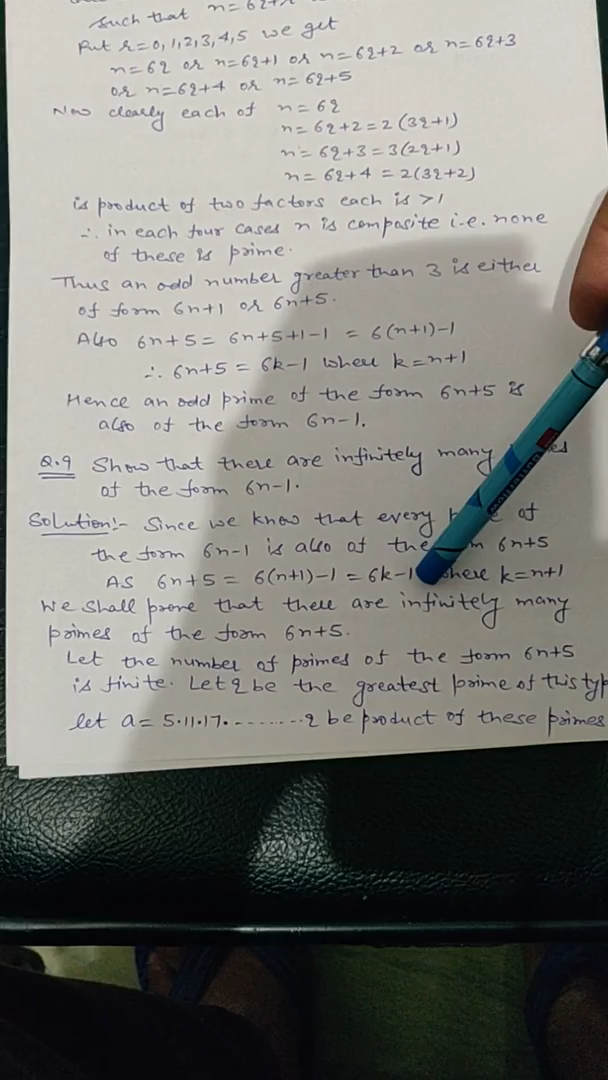 such that n = 6q+r
Put r = 0, 1, 2, 3, 4, 5 we get
n = 6q or n = 6q+1 or n = 6q+2 or n = 6q+3
or n = 6q+4 or n = 6q+5
Now clearly each of n = 6q
n = 6q+2 = 2(3q+1)
n = 6q+3 = 3(2q+1)
n = 6q+4 = 2(3q+2)
is product of two factors each is >1
∴ in each four cases n is composite i.e. none
of these is prime.
Thus an odd number greater than 3 is either
of form 6n+1 or 6n+5.
Also 6n+5 = 6n+5+1-1 = 6(n+1)-1
∴ 6n+5 = 6k-1 where k = n+1
Hence an odd prime of the form 6n+5 is
also of the form 6n-1.
Q.9 Show that there are infinitely many
of the form 6n-1.
Solution:- Since we know that every of
the form 6n-1 is also of the 6n+5
As 6n+5 = 6(n+1)-1 = 6k-1 where k = n+1
We shall prove that there are infinitely many
primes of the form 6n+5.
Let the number of primes of the form 6n+5
is finite. Let q be the greatest prime of this typ
let a = 5.11.17. ........ q be product of these primes